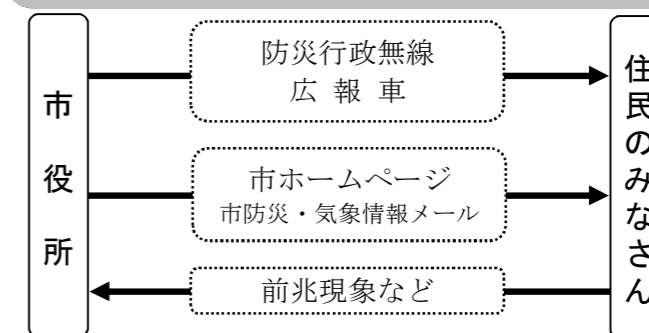 市役所
防災行政無線
広報車
市ホームページ
市防災・気象情報メール
前兆現象など
住民のみなさん